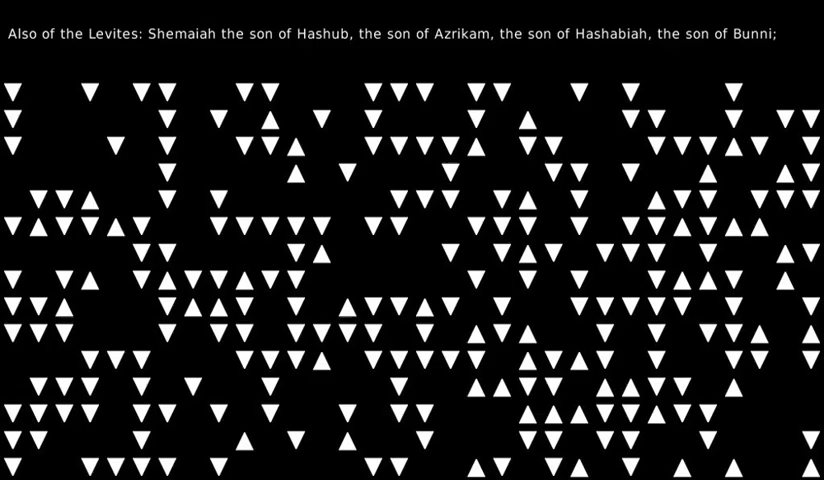 Also of the Levites: Shemaiah the son of Hashub, the son of Azrikam, the son of Hashabiah, the son of Bunni;